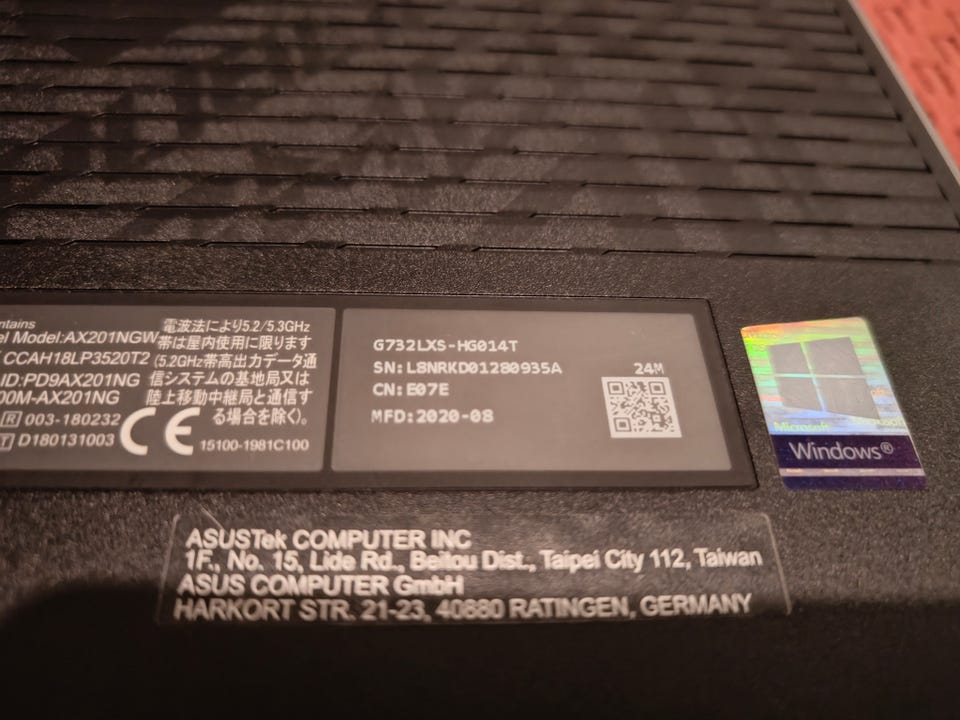 ntains
el Model:AX201NGW
CCAH18LP3520T2
ID:PD9AX201NG
00M-AX201NG
R 003-180232
T D180131003
電波法により5.2/5.3GHz
帯は屋内使用に限ります
(5.2GHz帯高出力データ通
信システムの基地局又は
陸上移動中継局と通信す
る場合を除く)。
CE 15100-1981C100
G732LXS-HG014T
SN:L8NRKD01280935A
CN:E07E
MFD:2020-08
24M
Microsoft
Microsoft
Windows®
ASUSTek COMPUTER INC
1F., No. 15, Lide Rd., Beitou Dist., Taipei City 112, Taiwan
ASUS COMPUTER GmbH
HARKORT STR. 21-23, 40880 RATINGEN, GERMANY